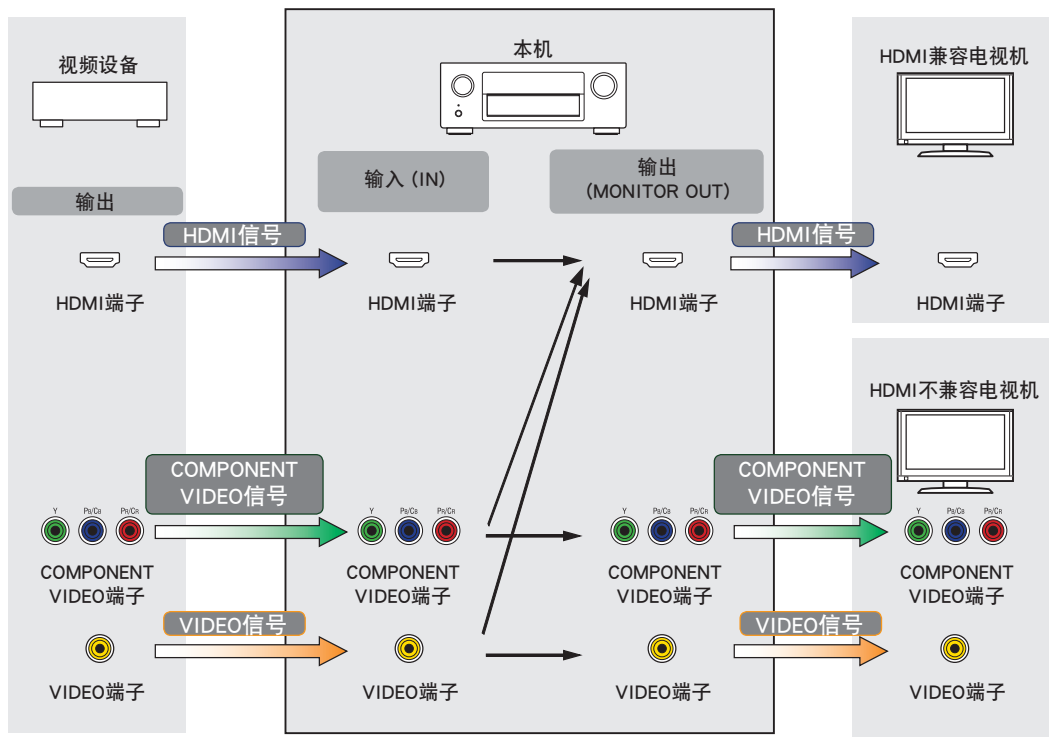 视频设备
输出
HDMI信号
HDMI端子
COMPONENT
VIDEO信号
Y
PB/CB
PR/CR
COMPONENT
VIDEO端子
VIDEO信号
VIDEO端子
本机
输入 (IN)
HDMI端子
Y
PB/CB
PR/CR
COMPONENT
VIDEO端子
VIDEO端子
输出
(MONITOR OUT)
HDMI信号
HDMI端子
COMPONENT
VIDEO信号
Y
PB/CB
PR/CR
COMPONENT
VIDEO端子
VIDEO信号
VIDEO端子
HDMI兼容电视机
HDMI端子
HDMI不兼容电视机
Y
PB/CB
PR/CR
COMPONENT
VIDEO端子
VIDEO端子